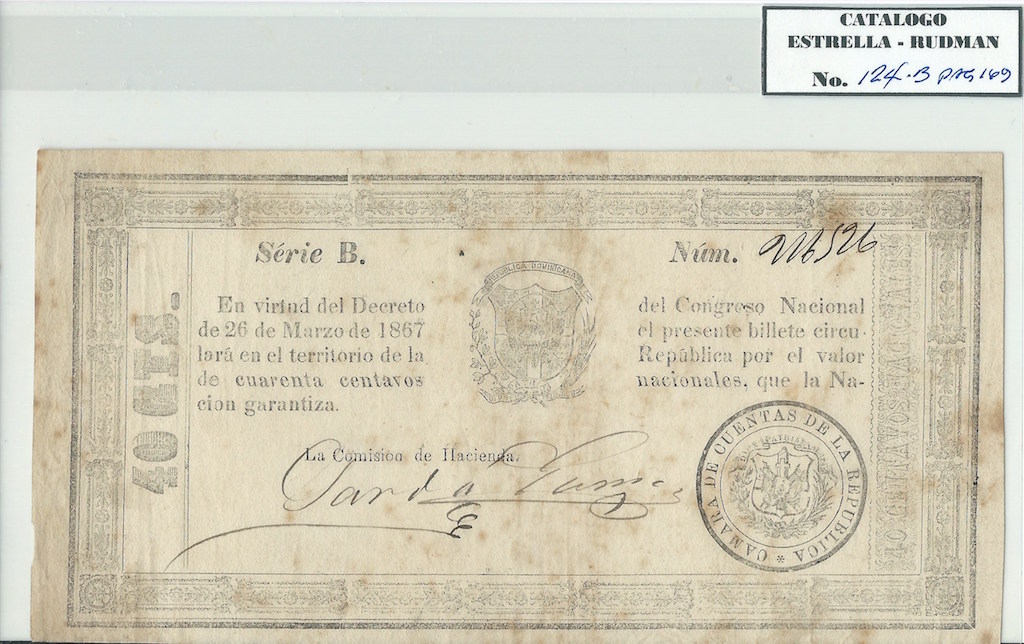 CATALOGO
ESTRELLA - RUDMAN
No. 124-B PAG 169
Série B.
Núm. 216526
REPUBLICA DOMINICANA
En virtud del Decreto del Congreso Nacional
de 26 de Marzo de 1867 el presente billete circu-
lará en el territorio de la República por el valor
de cuarenta centavos nacionales, que la Na-
cion garantiza.
La Comision de Hacienda.
40 CTS.
CAMARA DE CUENTAS DE LA REPUBLICA *